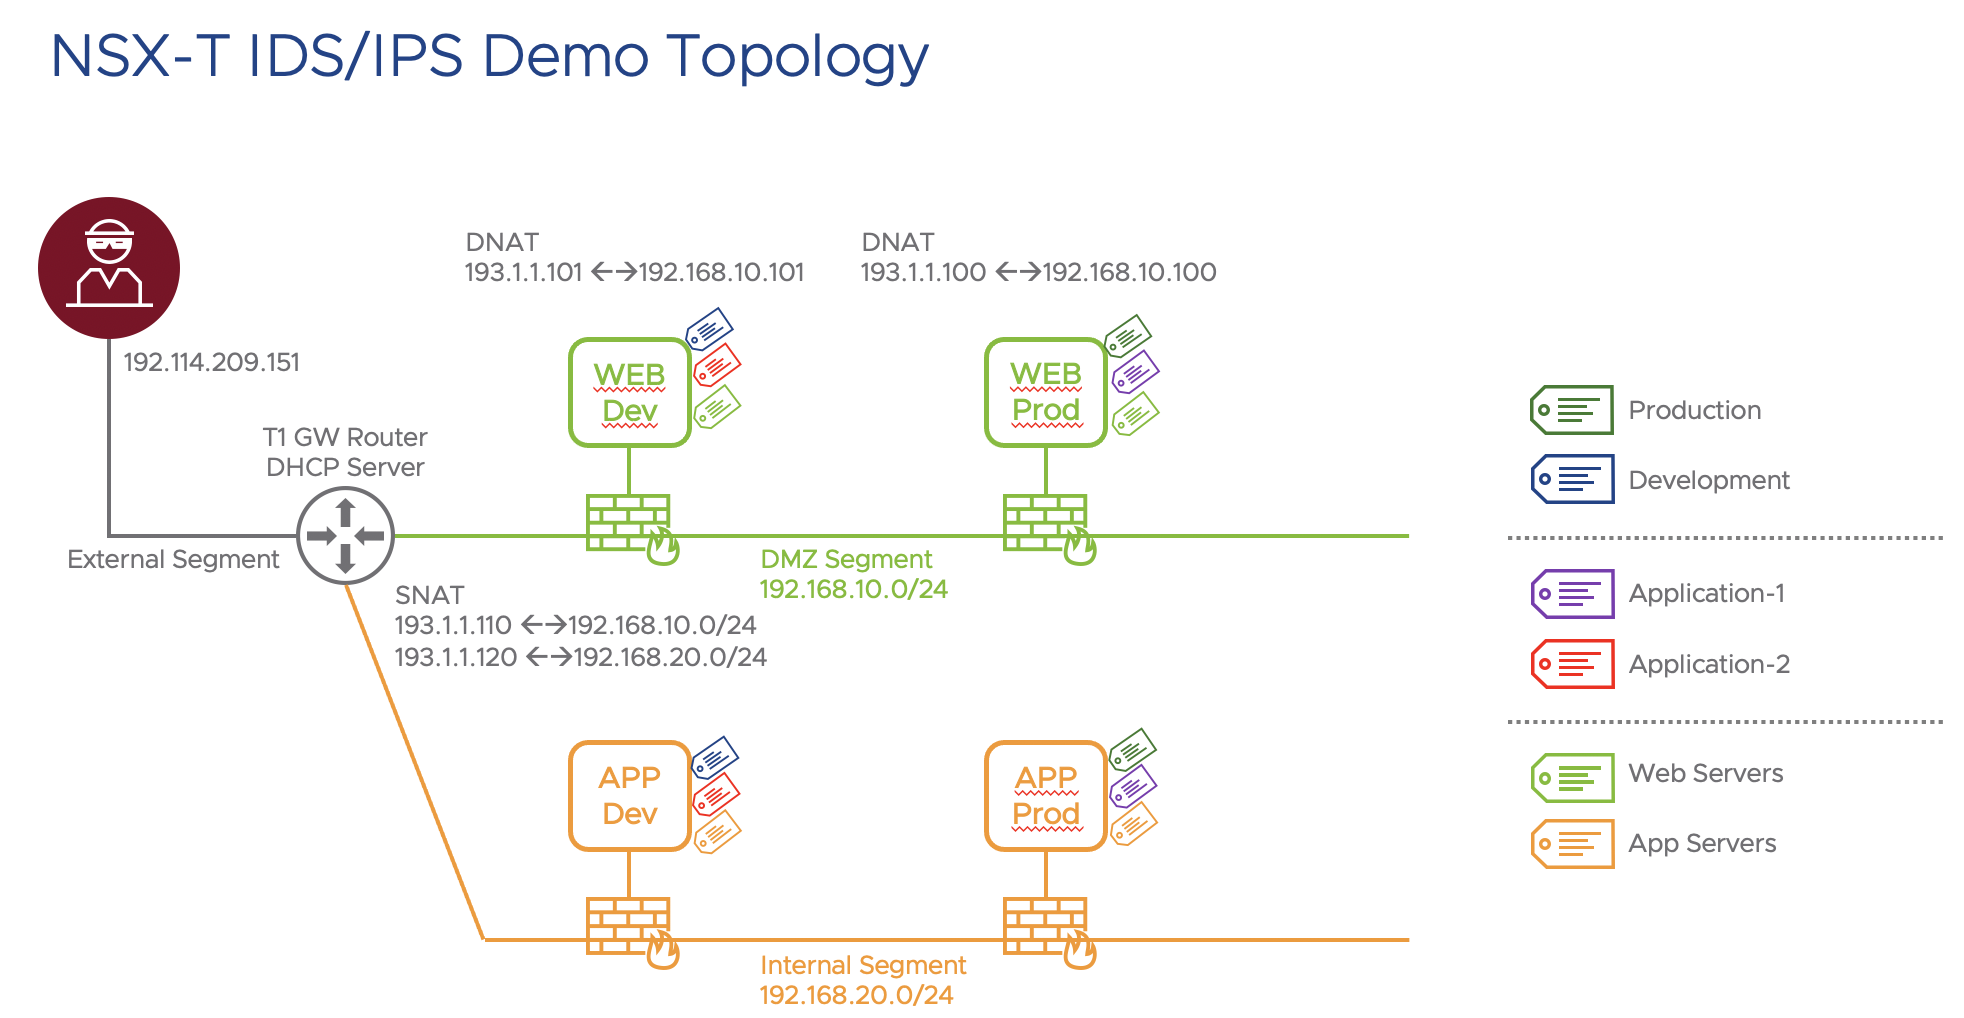 NSX-T IDS/IPS Demo Topology
DNAT
193.1.1.101 ←→192.168.10.101
DNAT
193.1.1.100 ←→192.168.10.100
192.114.209.151
WEB
Dev
WEB
Prod
T1 GW Router
DHCP Server
External Segment
DMZ Segment
192.168.10.0/24
SNAT
193.1.1.110 ←→192.168.10.0/24
193.1.1.120 ←→192.168.20.0/24
APP
Dev
APP
Prod
Internal Segment
192.168.20.0/24
Production
Development
Application-1
Application-2
Web Servers
App Servers